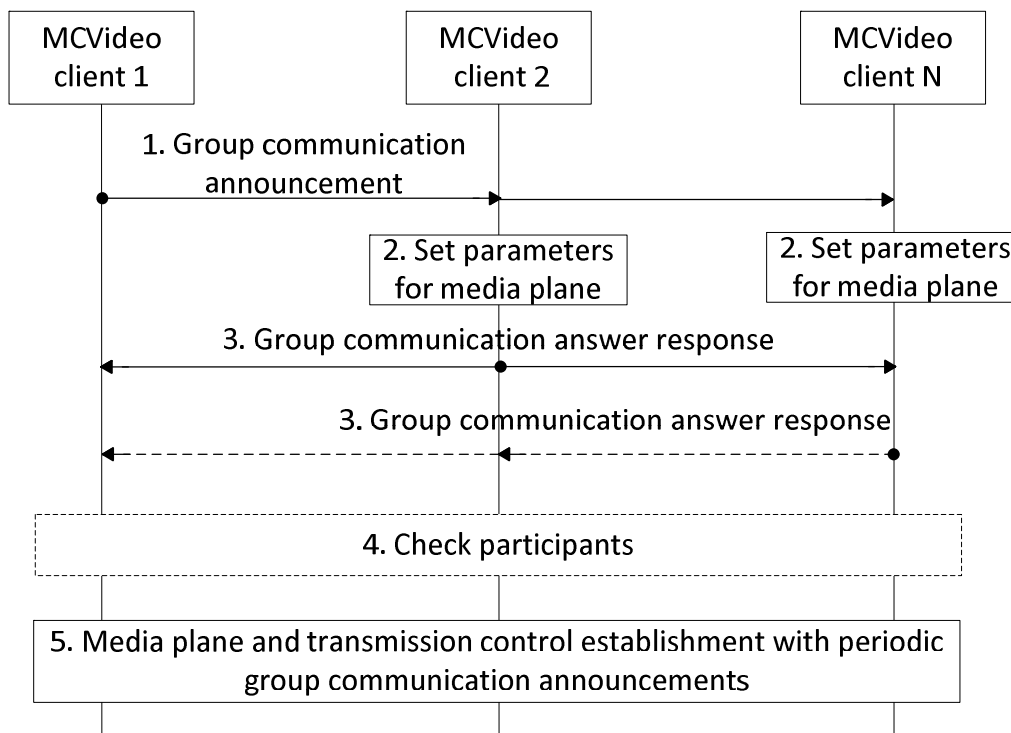 MCVideo
client 1
MCVideo
client 2
MCVideo
client N
1. Group communication
announcement
2. Set parameters
for media plane
2. Set parameters
for media plane
3. Group communication answer response
3. Group communication answer response
4. Check participants
5. Media plane and transmission control establishment with periodic
group communication announcements